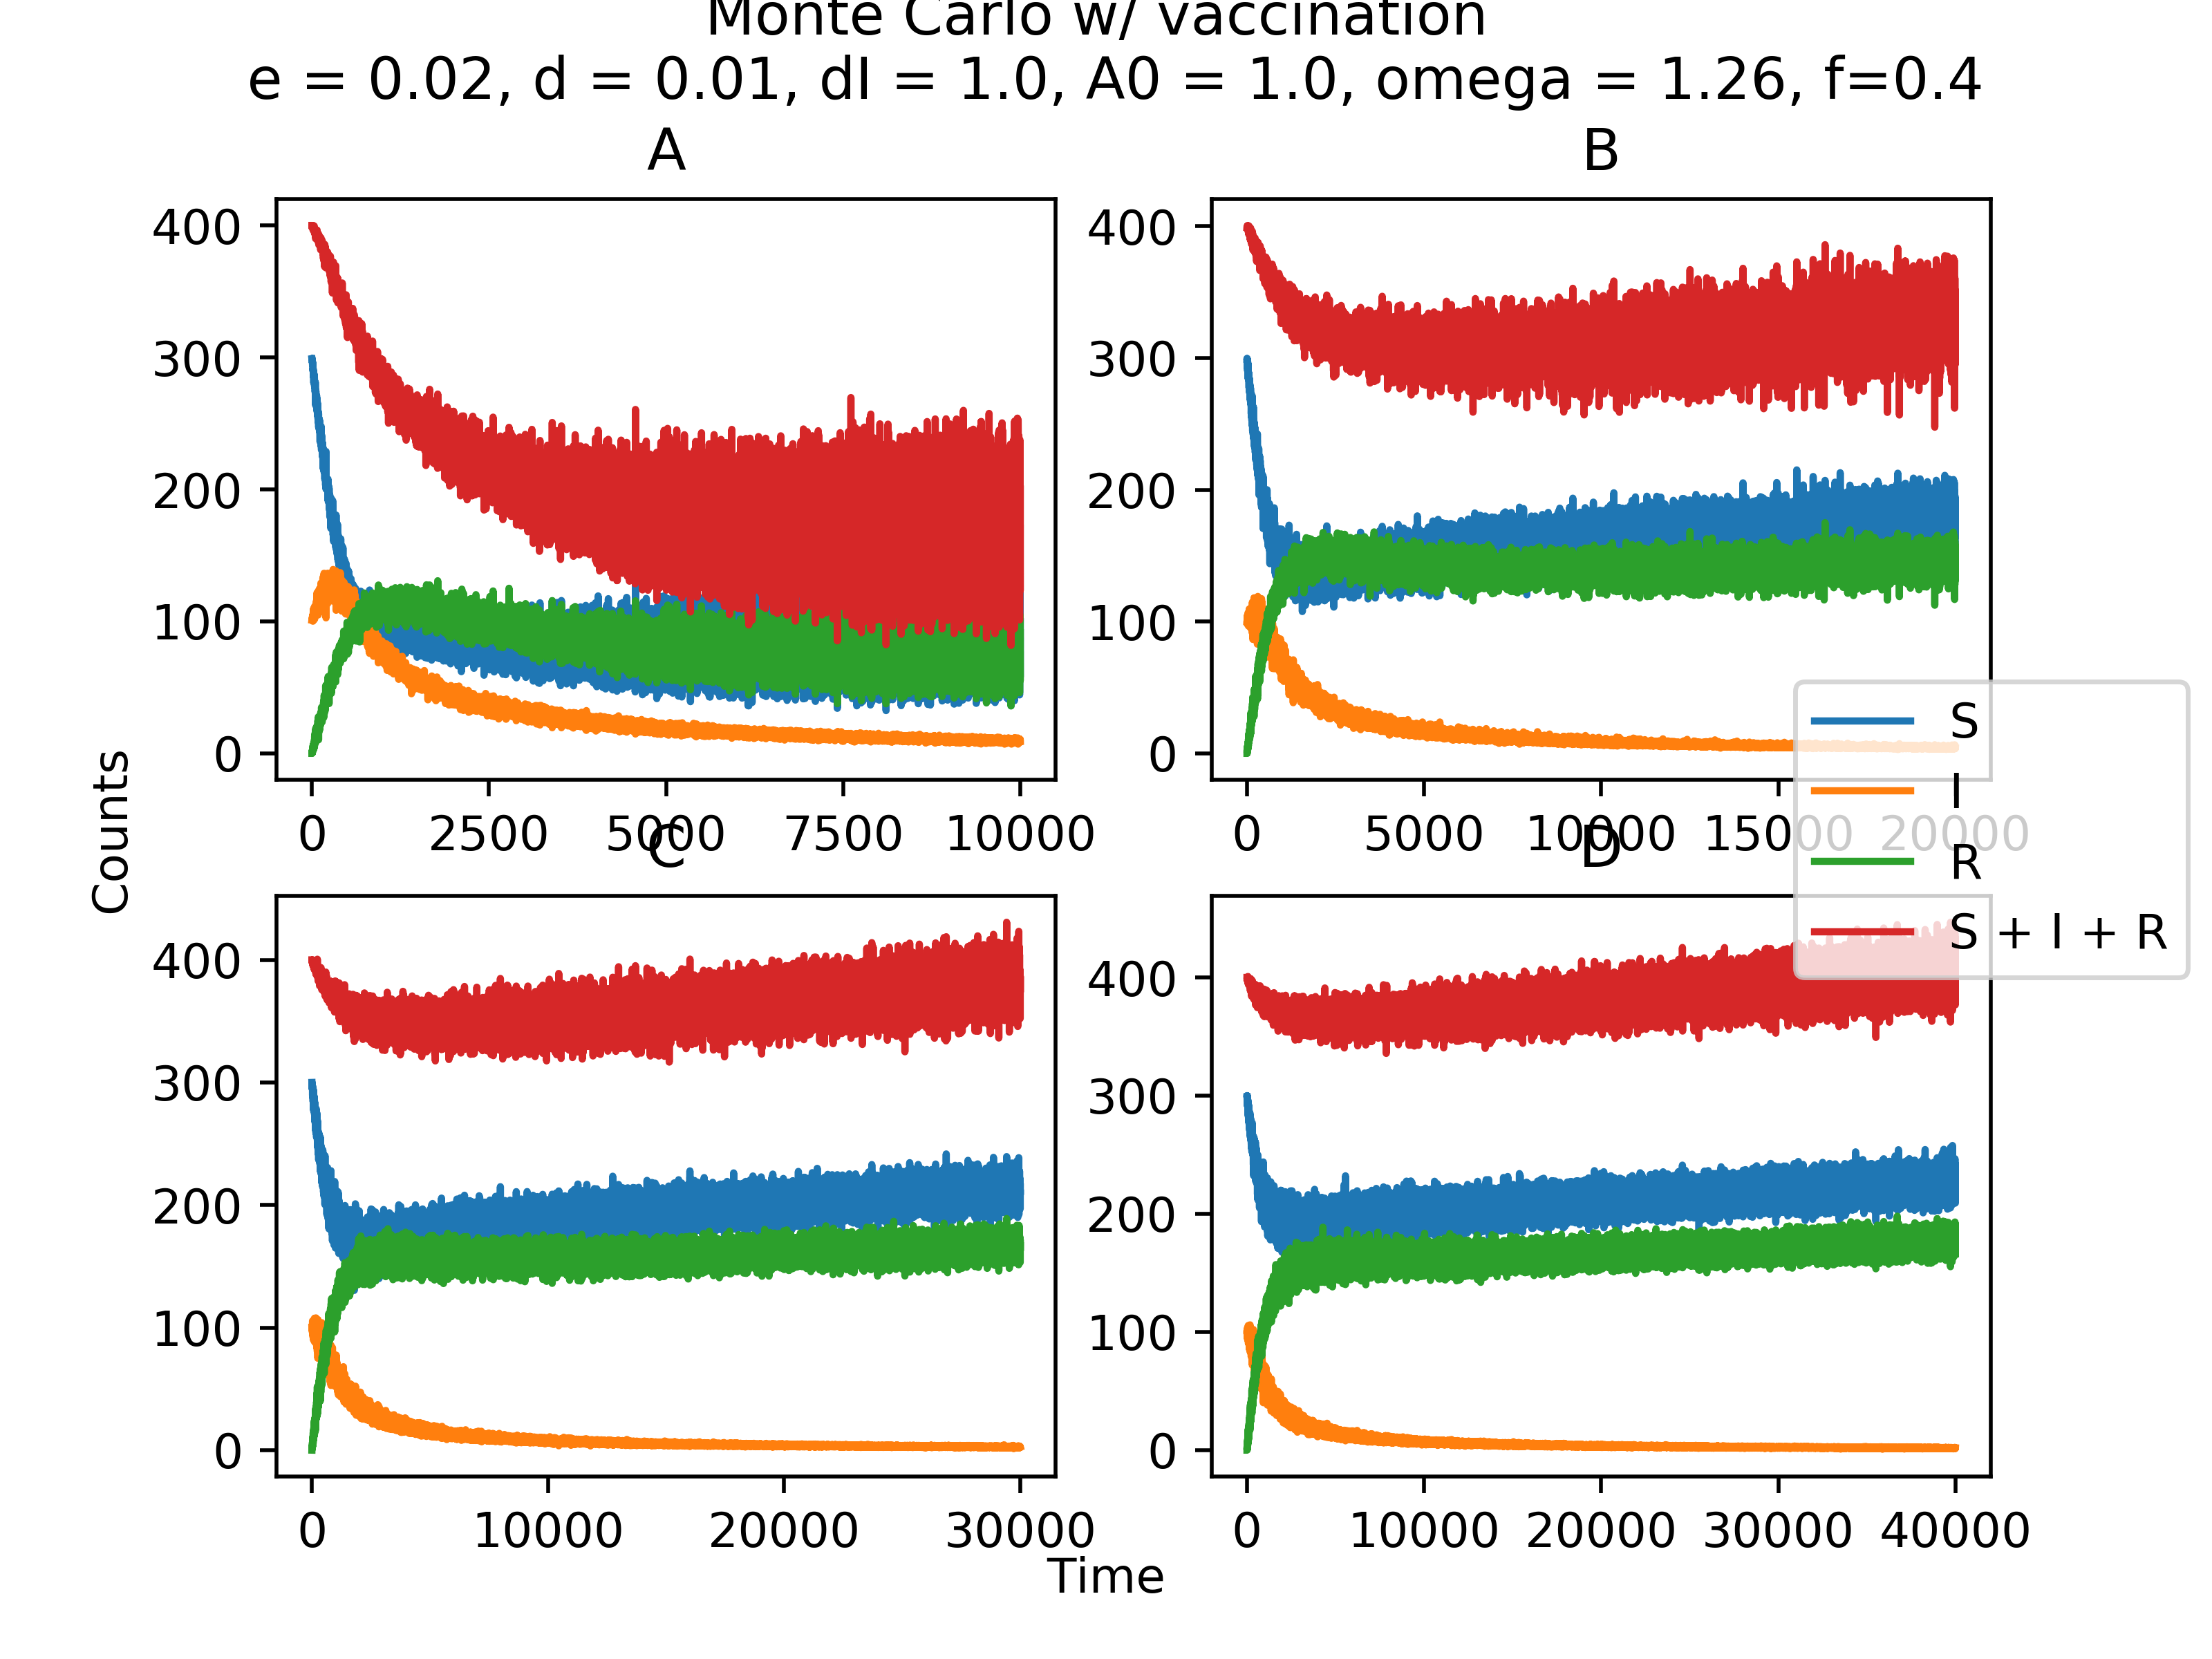 Monte Carlo w/ vaccination
e = 0.02, d = 0.01, dI = 1.0, A0 = 1.0, omega = 1.26, f=0.4
A
B
400
300
200
100
0
0 2500 5000 7500 10000
400
300
200
100
0
0 5000 10000 15000 20000
Counts
S
I
R
S + I + R
C
D
400
300
200
100
0
0 10000 20000 30000
400
300
200
100
0
0 10000 20000 30000 40000
Time